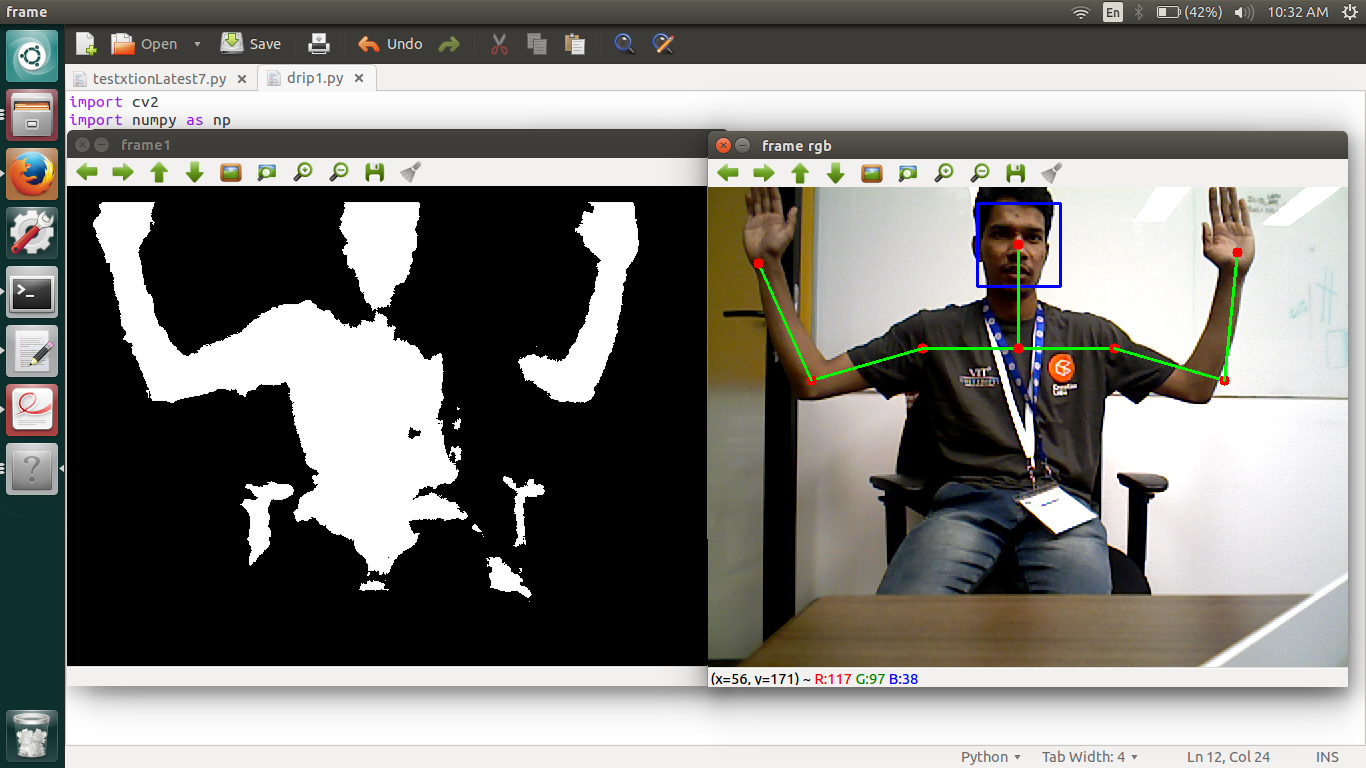 frame
En
(42%)
10:32 AM
Open
Save
Undo
testxtionLatest7.py
drip1.py
import cv2
import numpy as np
frame1
frame rgb
VIT
(x=56, y=171) ~ R:117 G:97 B:38
Python
Tab Width: 4
Ln 12, Col 24
INS